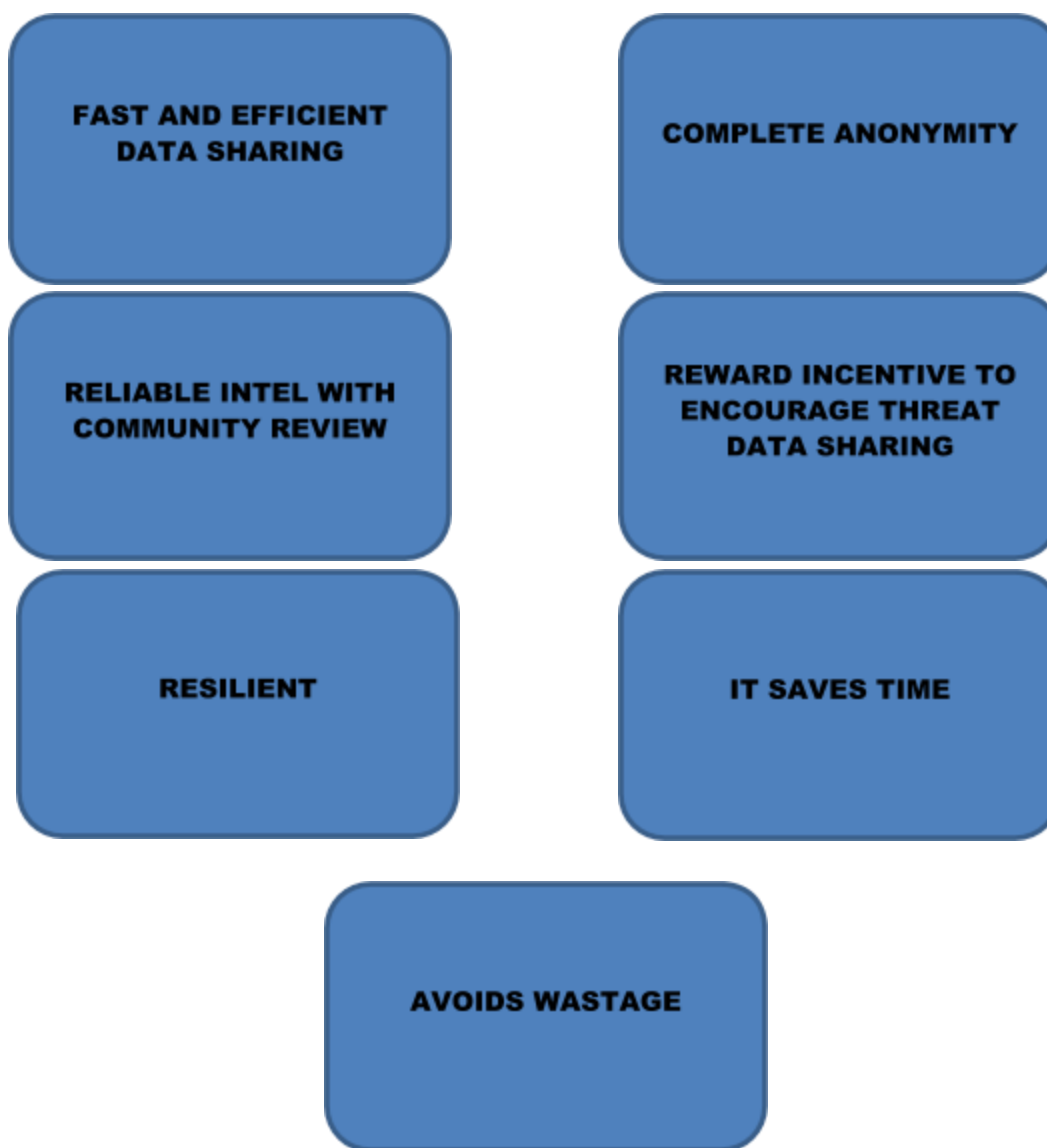 FAST AND EFFICIENT
DATA SHARING
COMPLETE ANONYMITY
RELIABLE INTEL WITH
COMMUNITY REVIEW
REWARD INCENTIVE TO
ENCOURAGE THREAT
DATA SHARING
RESILIENT
IT SAVES TIME
AVOIDS WASTAGE